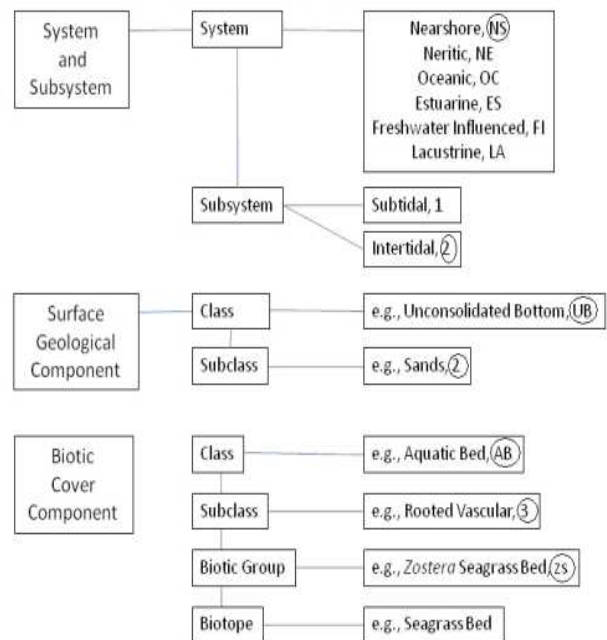 System
and
Subsystem
System
Nearshore, NS
Neritic, NE
Oceanic, OC
Estuarine, ES
Freshwater Influenced, FI
Lacustrine, LA
Subsystem
Subtidal, 1
Intertidal, 2
Surface
Geological
Component
Class
e.g., Unconsolidated Bottom, UB
Subclass
e.g., Sands, 2
Biotic
Cover
Component
Class
e.g., Aquatic Bed, AB
Subclass
e.g., Rooted Vascular, 3
Biotic Group
e.g., Zostera Seagrass Bed, zs
Biotope
e.g., Seagrass Bed